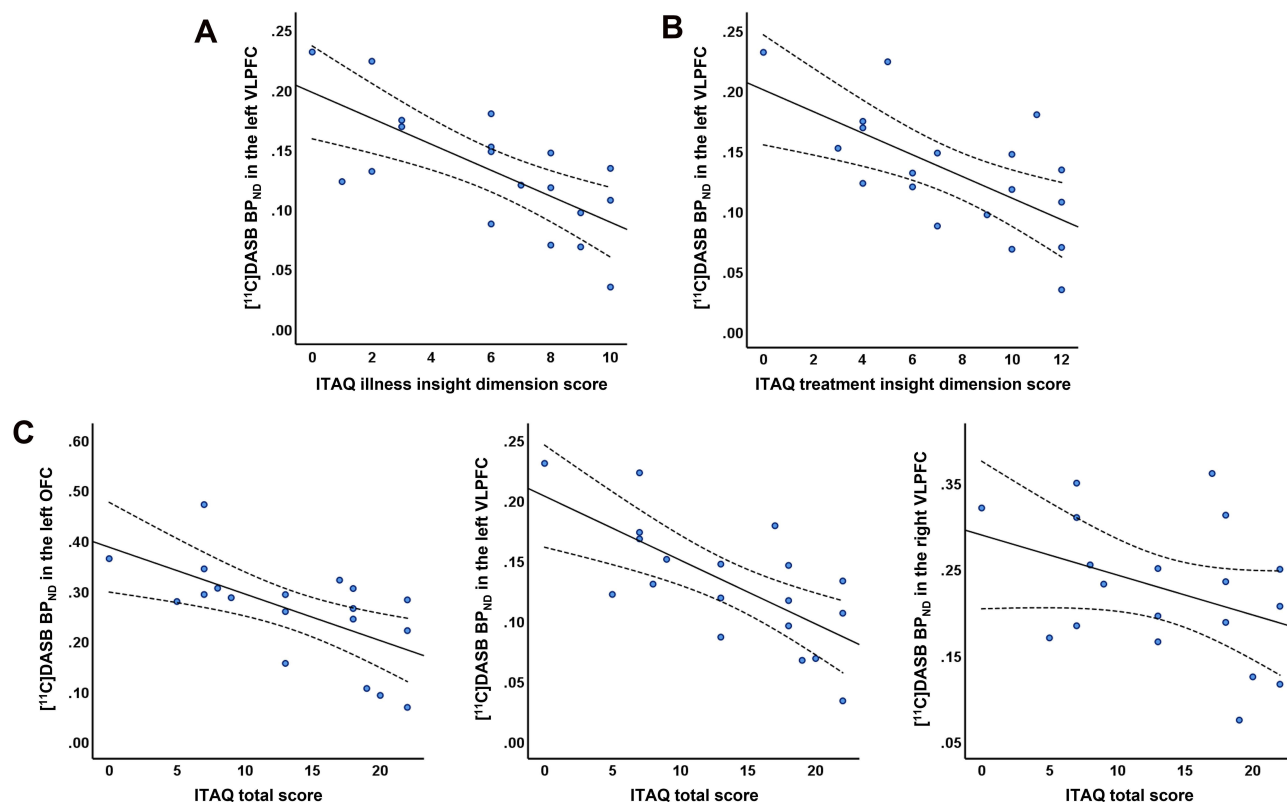 A
[¹¹C]DASB BP_ND in the left VLPFC
.25
.20
.15
.10
.05
.00
0 2 4 6 8 10
ITAQ illness insight dimension score
B
[¹¹C]DASB BP_ND in the left VLPFC
.25
.20
.15
.10
.05
.00
0 2 4 6 8 10 12
ITAQ treatment insight dimension score
C
[¹¹C]DASB BP_ND in the left OFC
.60
.50
.40
.30
.20
.10
.00
0 5 10 15 20
ITAQ total score
[¹¹C]DASB BP_ND in the left VLPFC
.25
.20
.15
.10
.05
.00
0 5 10 15 20
ITAQ total score
[¹¹C]DASB BP_ND in the right VLPFC
.35
.25
.15
.05
0 5 10 15 20
ITAQ total score